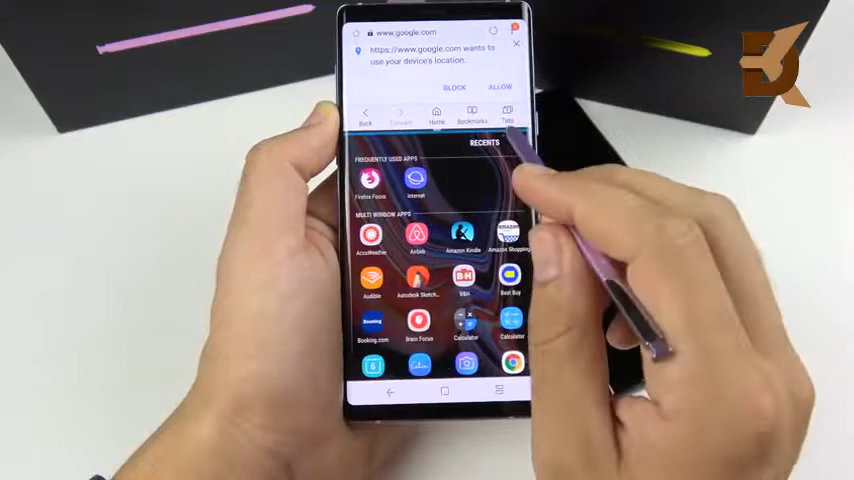 www.google.com
https://www.google.com wants to
use your device's location.
BLOCK ALLOW
Back Forward Home Bookmarks Tabs
RECENTS
FREQUENTLY USED APPS
Firefox Focus Internet
MULTI WINDOW APPS
AccuWeather Airbnb Amazon Kindle Amazon Shopping
Audible Autodesk Sketch... B&H Best Buy
Booking.com Brain Focus Calculator Calculator
6 Calm